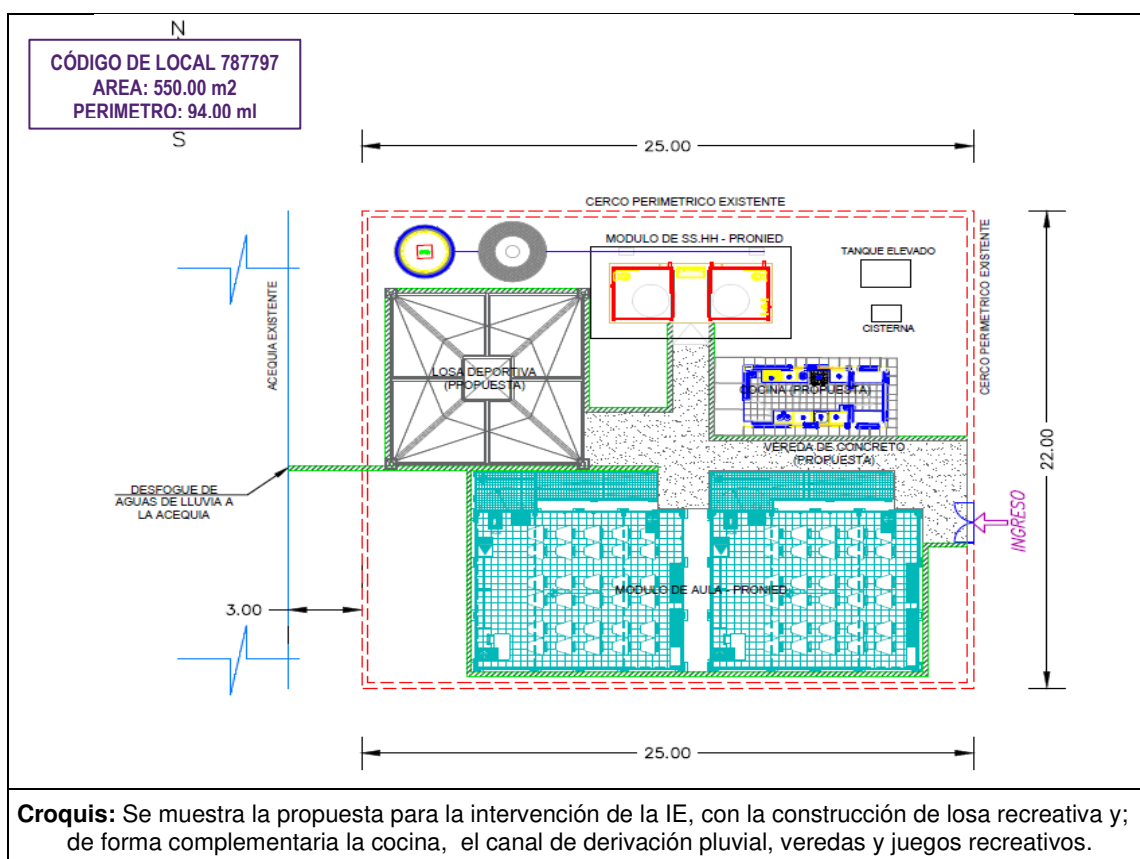 N
CÓDIGO DE LOCAL 787797
AREA: 550.00 m2
PERIMETRO: 94.00 ml
S
25.00
CERCO PERIMETRICO EXISTENTE
MODULO DE SS.HH - PRONIED
TANQUE ELEVADO
CISTERNA
CERCO PERIMETRICO EXISTENTE
ACEQUIA EXISTENTE
LOSA DEPORTIVA
(PROPUESTA)
COCINA (PROPUESTA)
VEREDA DE CONCRETO
(PROPUESTA)
22.00
DESFOGUE DE
AGUAS DE LLUVIA A
LA ACEQUIA
INGRESO
MODULO DE AULA - PRONIED
3.00
25.00
Croquis: Se muestra la propuesta para la intervención de la IE, con la construcción de losa recreativa y;
de forma complementaria la cocina, el canal de derivación pluvial, veredas y juegos recreativos.